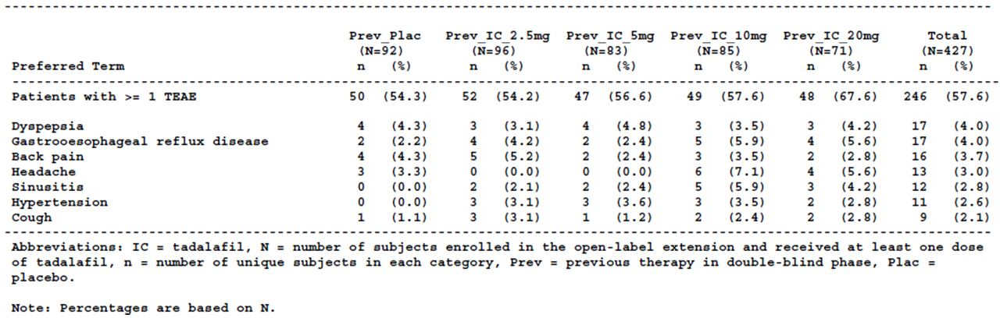 Prev_Plac Prev_IC_2.5mg Prev_IC_5mg Prev_IC_10mg Prev_IC_20mg Total
(N=92) (N=96) (N=83) (N=85) (N=71) (N=427)
Preferred Term n (%) n (%) n (%) n (%) n (%) n (%)
Patients with >= 1 TEAE 50 (54.3) 52 (54.2) 47 (56.6) 49 (57.6) 48 (67.6) 246 (57.6)
Dyspepsia 4 (4.3) 3 (3.1) 4 (4.8) 3 (3.5) 3 (4.2) 17 (4.0)
Gastrooesophageal reflux disease 2 (2.2) 4 (4.2) 2 (2.4) 5 (5.9) 4 (5.6) 17 (4.0)
Back pain 4 (4.3) 5 (5.2) 2 (2.4) 3 (3.5) 2 (2.8) 16 (3.7)
Headache 3 (3.3) 0 (0.0) 0 (0.0) 6 (7.1) 4 (5.6) 13 (3.0)
Sinusitis 0 (0.0) 2 (2.1) 2 (2.4) 5 (5.9) 3 (4.2) 12 (2.8)
Hypertension 0 (0.0) 3 (3.1) 3 (3.6) 3 (3.5) 2 (2.8) 11 (2.6)
Cough 1 (1.1) 3 (3.1) 1 (1.2) 2 (2.4) 2 (2.8) 9 (2.1)
Abbreviations: IC = tadalafil, N = number of subjects enrolled in the open-label extension and received at least one dose
of tadalafil, n = number of unique subjects in each category, Prev = previous therapy in double-blind phase, Plac =
placebo.
Note: Percentages are based on N.